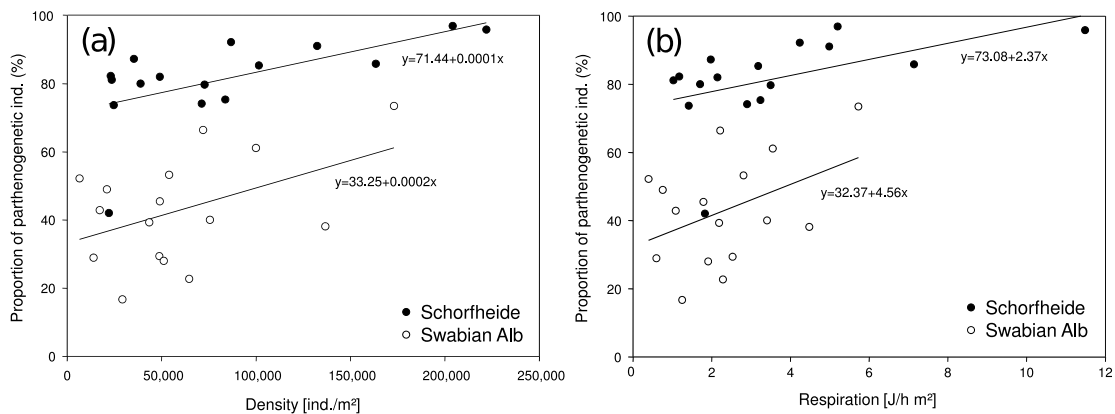 (a)
Proportion of parthenogenetic ind. (%)
100
80
60
40
20
0
y=71.44+0.0001x
y=33.25+0.0002x
Schorfheide
Swabian Alb
0 50,000 100,000 150,000 200,000 250,000
Density [ind./m²]
(b)
Proportion of parthenogenetic ind. (%)
100
80
60
40
20
0
y=73.08+2.37x
y=32.37+4.56x
Schorfheide
Swabian Alb
0 2 4 6 8 10 12
Respiration [J/h m²]